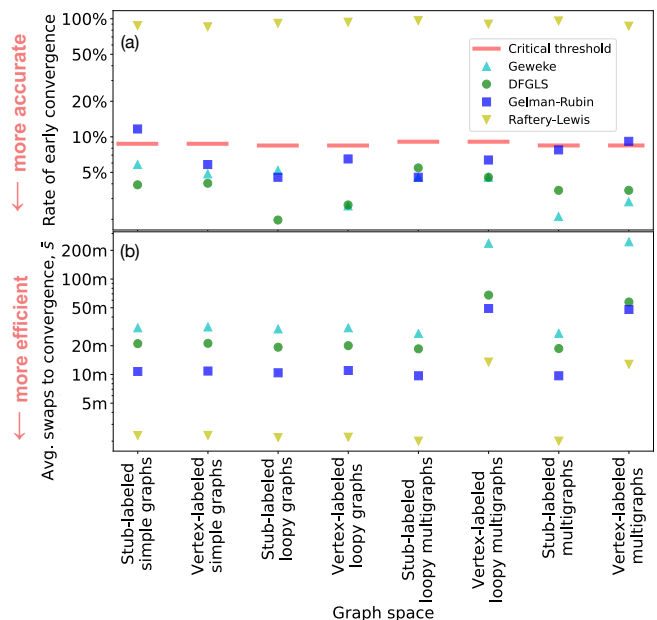 100%
50%
20%
10%
5%
Rate of early convergence
← more accurate
(a)
Critical threshold
Geweke
DFGLS
Gelman-Rubin
Raftery-Lewis
(b)
200m
100m
50m
20m
10m
5m
Avg. swaps to convergence, s̄
← more efficient
Stub-labeled
simple graphs
Vertex-labeled
simple graphs
Stub-labeled
loopy graphs
Vertex-labeled
loopy graphs
Stub-labeled
loopy multigraphs
Vertex-labeled
loopy multigraphs
Stub-labeled
multigraphs
Vertex-labeled
multigraphs
Graph space